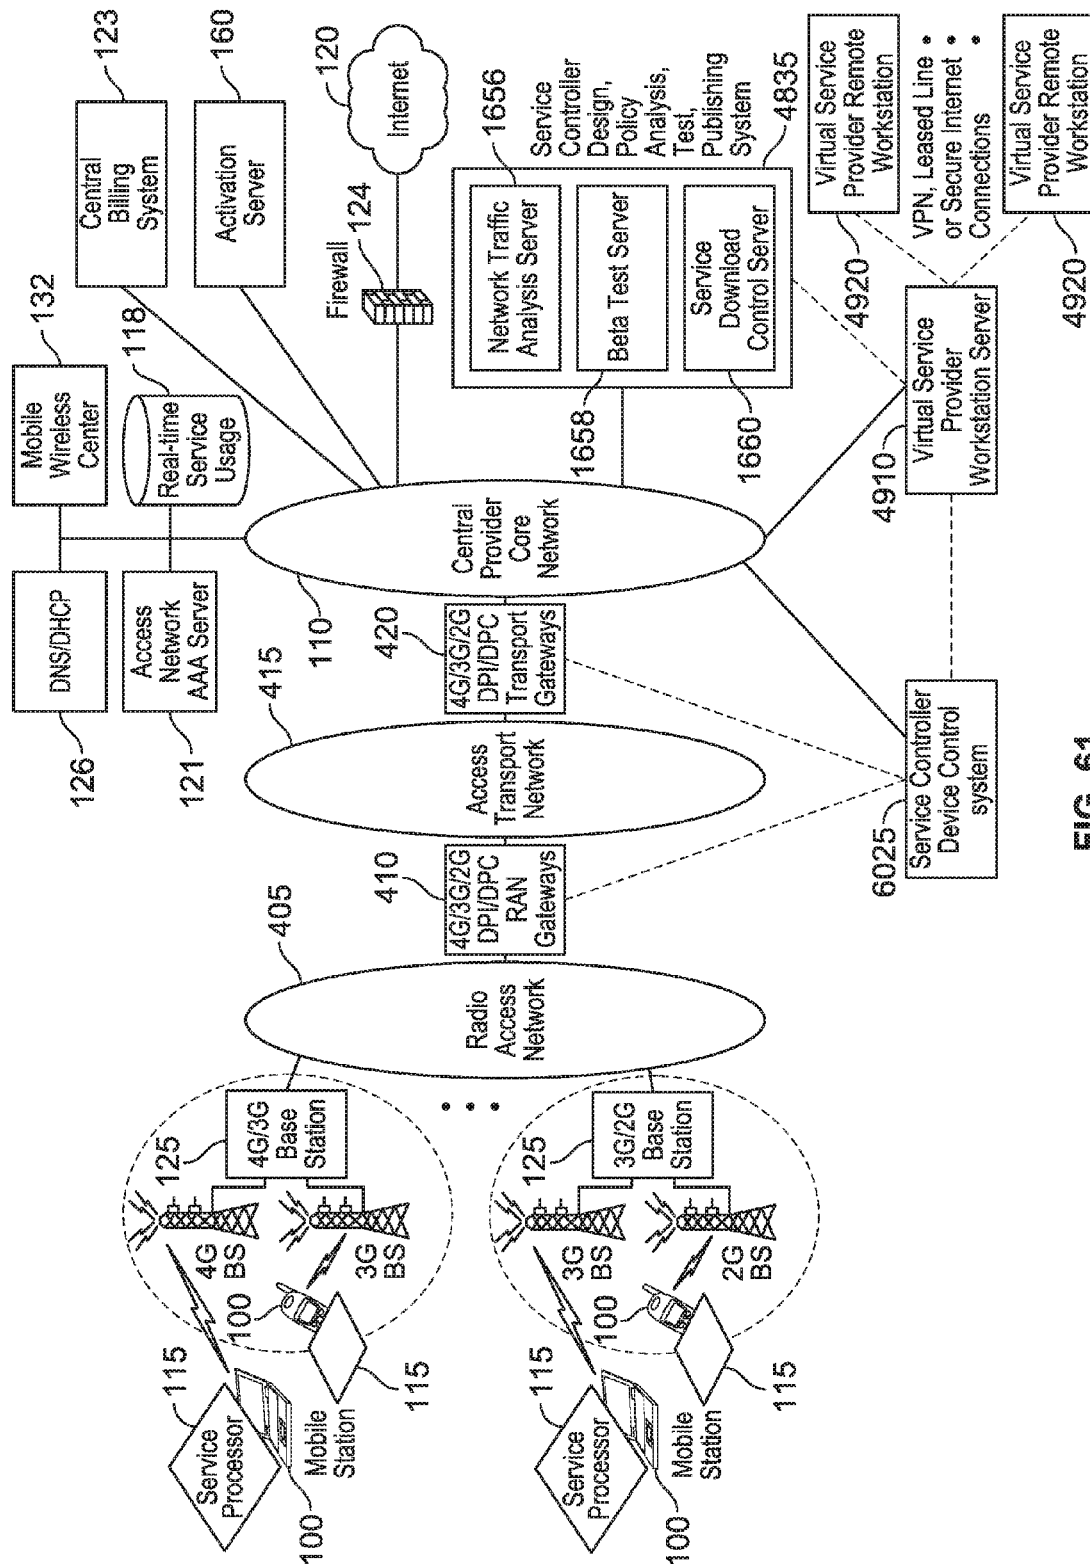 126
DNS/DHCP
Mobile
Wireless
Center
132
121
Access
Network
AAA Server
Real-time
Service
Usage
118
Central
Billing
System
123
Activation
Server
160
Firewall
124
Internet
120
Service
Processor
115
100
Mobile
Station
100
115
4G
BS
3G
BS
125
4G/3G
Base
Station
Service
Processor
115
100
Mobile
Station
100
115
3G
BS
2G
BS
125
3G/2G
Base
Station
405
Radio
Access
Network
410
4G/3G/2G
DPI/DPC
RAN
Gateways
415
Access
Transport
Network
420
4G/3G/2G
DPI/DPC
Transport
Gateways
110
Central
Provider
Core
Network
Network Traffic
Analysis Server
1656
1658
Beta Test Server
1660
Service
Download
Control Server
Service
Controller
Design,
Policy
Analysis,
Test,
Publishing
System
4835
6025
Service Controller
Device Control
system
4910
Virtual Service
Provider
Workstation Server
4920
Virtual Service
Provider Remote
Workstation
VPN, Leased Line
or Secure Internet
Connections
4920
Virtual Service
Provider Remote
Workstation
FIG. 61